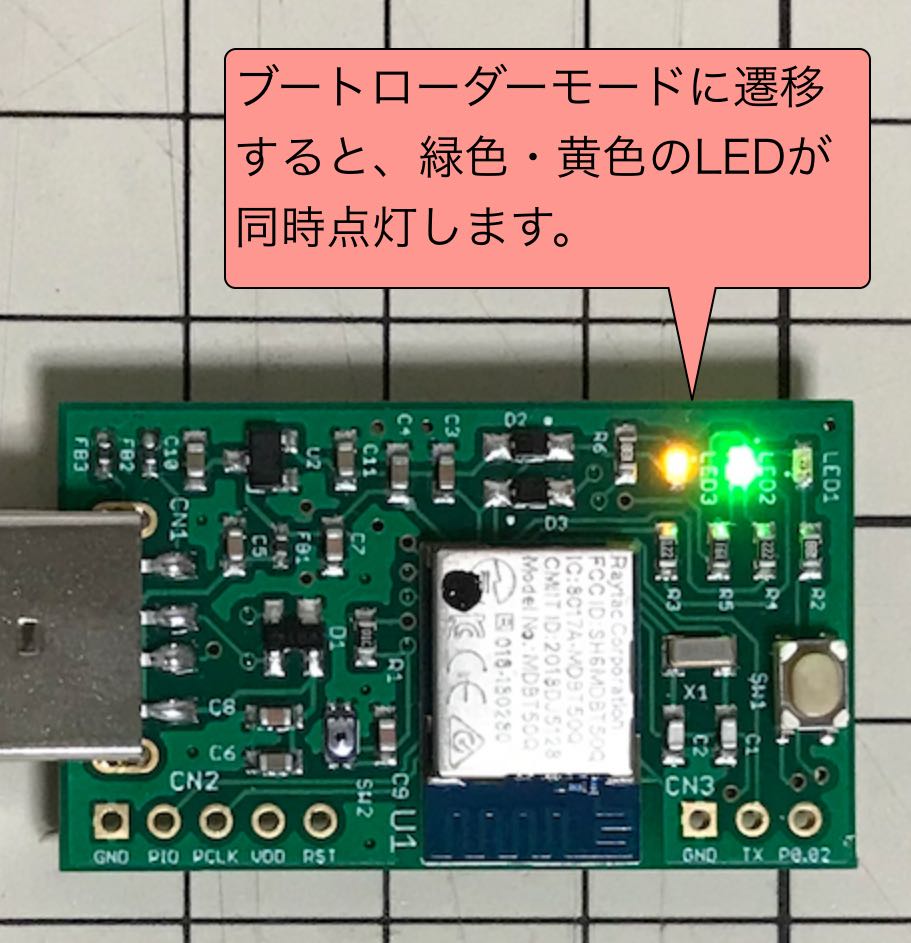 ブートローダーモードに遷移
すると、緑色・黄色のLEDが
同時点灯します。
C4
C3
D2
R6
FB3
FB2
C10
U2
C11
LED3
LED2
LED1
D3
CN1
C5
FB1
C7
R3
R5
R4
R2
Raytac Corporation
FCC ID: SH6MDBT50Q
IC:8017A-MDBT50Q
CMIIT ID:2018DJ5128
Model No.:MDBT50Q
018-180280
D1
R1
X1
SW1
C8
C6
C2
C1
CN2
SW2
C9
U1
CN3
GND
PIO
PCLK
VDD
RST
GND
TX
P0.02